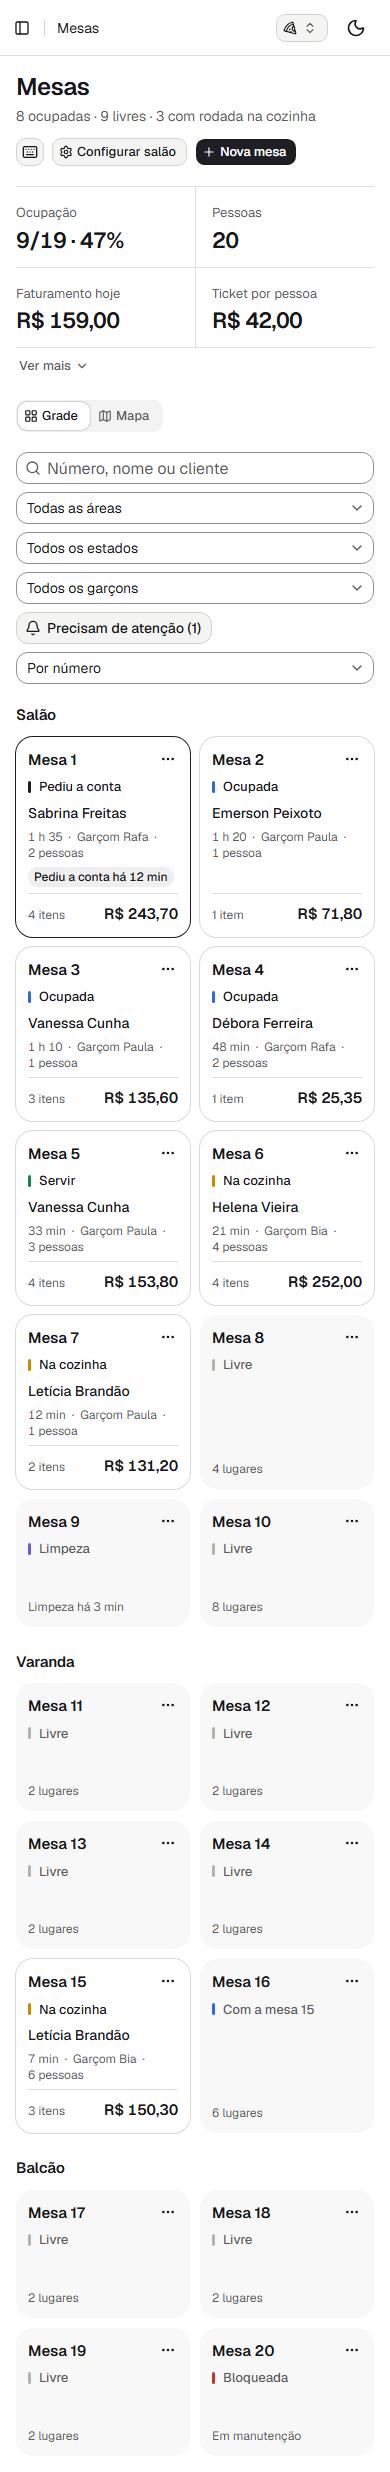 Mesas
Mesas
8 ocupadas · 9 livres · 3 com rodada na cozinha
Configurar salão
Nova mesa
Ocupação
9/19 · 47%
Pessoas
20
Faturamento hoje
R$ 159,00
Ticket por pessoa
R$ 42,00
Ver mais
Grade
Mapa
Número, nome ou cliente
Todas as áreas
Todos os estados
Todos os garçons
Precisam de atenção (1)
Por número
Salão
Mesa 1
Pediu a conta
Sabrina Freitas
1 h 35 · Garçom Rafa ·
2 pessoas
Pediu a conta há 12 min
4 itens
R$ 243,70
Mesa 2
Ocupada
Emerson Peixoto
1 h 20 · Garçom Paula ·
1 pessoa
1 item
R$ 71,80
Mesa 3
Ocupada
Vanessa Cunha
1 h 10 · Garçom Paula ·
1 pessoa
3 itens
R$ 135,60
Mesa 4
Ocupada
Débora Ferreira
48 min · Garçom Rafa ·
2 pessoas
1 item
R$ 25,35
Mesa 5
Servir
Vanessa Cunha
33 min · Garçom Paula ·
3 pessoas
4 itens
R$ 153,80
Mesa 6
Na cozinha
Helena Vieira
21 min · Garçom Bia ·
4 pessoas
4 itens
R$ 252,00
Mesa 7
Na cozinha
Letícia Brandão
12 min · Garçom Paula ·
1 pessoa
2 itens
R$ 131,20
Mesa 8
Livre
4 lugares
Mesa 9
Limpeza
Limpeza há 3 min
Mesa 10
Livre
8 lugares
Varanda
Mesa 11
Livre
2 lugares
Mesa 12
Livre
2 lugares
Mesa 13
Livre
2 lugares
Mesa 14
Livre
2 lugares
Mesa 15
Na cozinha
Letícia Brandão
7 min · Garçom Bia ·
6 pessoas
3 itens
R$ 150,30
Mesa 16
Com a mesa 15
6 lugares
Balcão
Mesa 17
Livre
2 lugares
Mesa 18
Livre
2 lugares
Mesa 19
Livre
2 lugares
Mesa 20
Bloqueada
Em manutenção